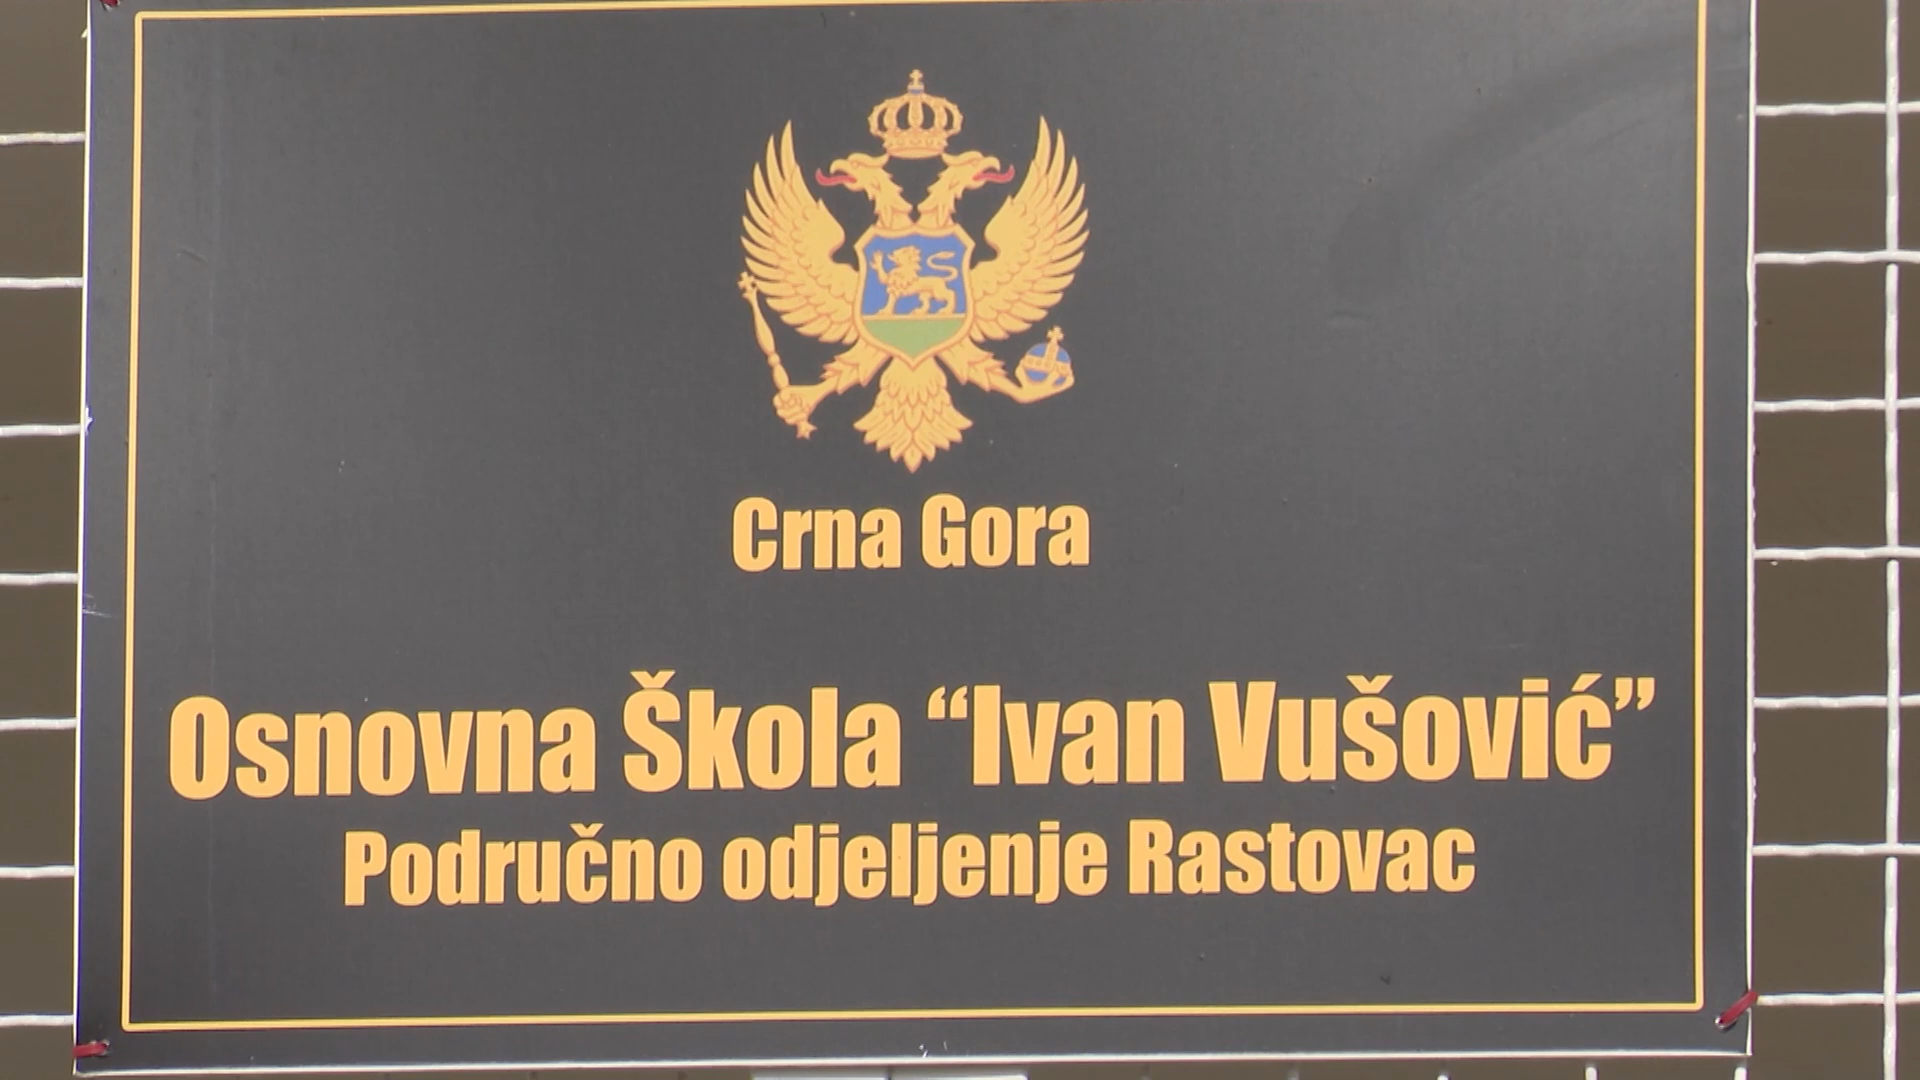 Crna Gora
Osnovna Škola “Ivan Vušović”
Područno odjeljenje Rastovac